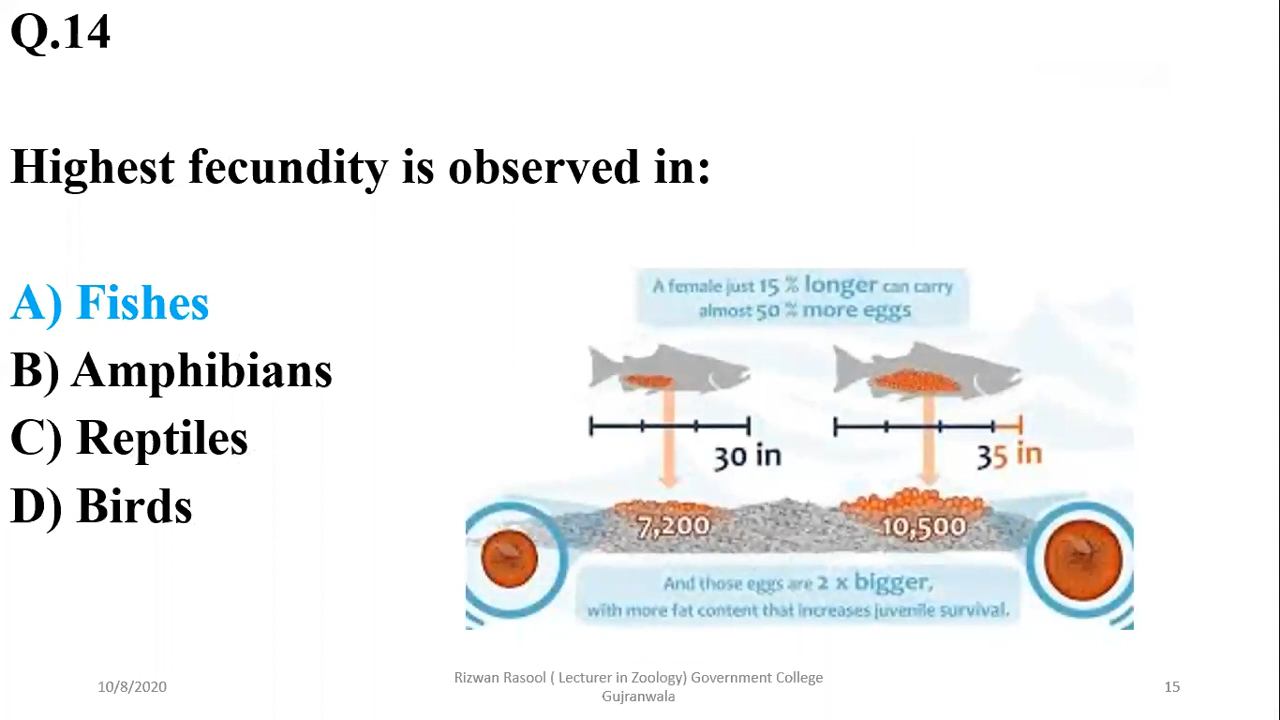 Q.14
Highest fecundity is observed in:
A) Fishes
B) Amphibians
C) Reptiles
D) Birds
A female just 15 % longer can carry
almost 50 % more eggs
30 in
35 in
7,200
10,500
And those eggs are 2 x bigger,
with more fat content that increases juvenile survival.
10/8/2020
Rizwan Rasool ( Lecturer in Zoology) Government College
Gujranwala
15